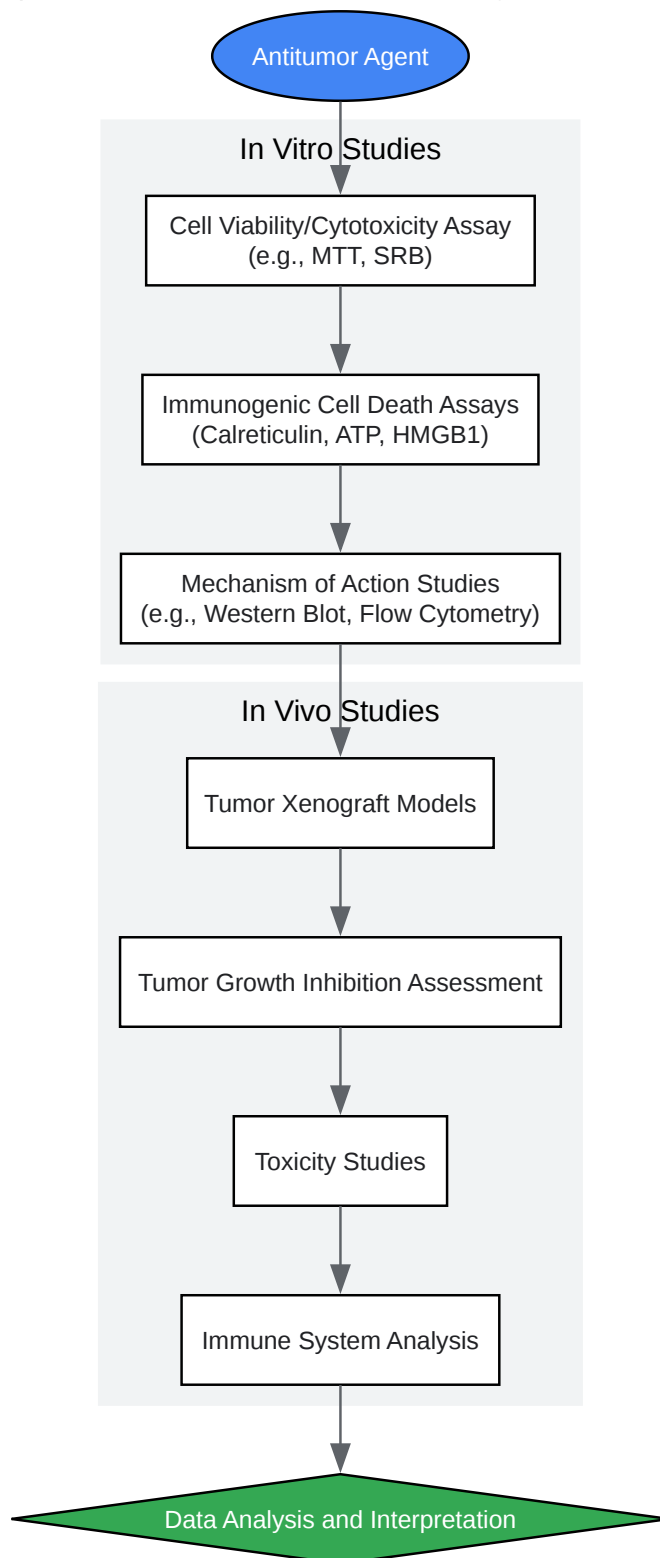 Antitumor Agent
In Vitro Studies
Cell Viability/Cytotoxicity Assay
(e.g., MTT, SRB)
Immunogenic Cell Death Assays
(Calreticulin, ATP, HMGB1)
Mechanism of Action Studies
(e.g., Western Blot, Flow Cytometry)
In Vivo Studies
Tumor Xenograft Models
Tumor Growth Inhibition Assessment
Toxicity Studies
Immune System Analysis
Data Analysis and Interpretation